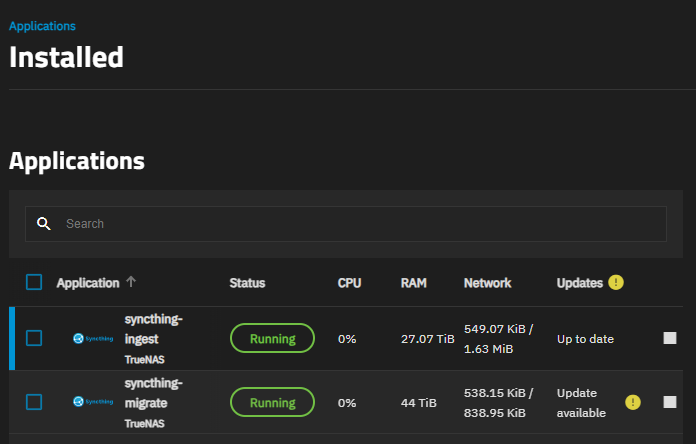 Applications
Installed
Applications
Search
Application Status CPU RAM Network Updates
syncthing-
ingest
TrueNAS
Syncthing
Running
0%
27.07 TiB
549.07 KiB /
1.63 MiB
Up to date
syncthing-
migrate
TrueNAS
Syncthing
Running
0%
44 TiB
538.15 KiB /
838.95 KiB
Update
available